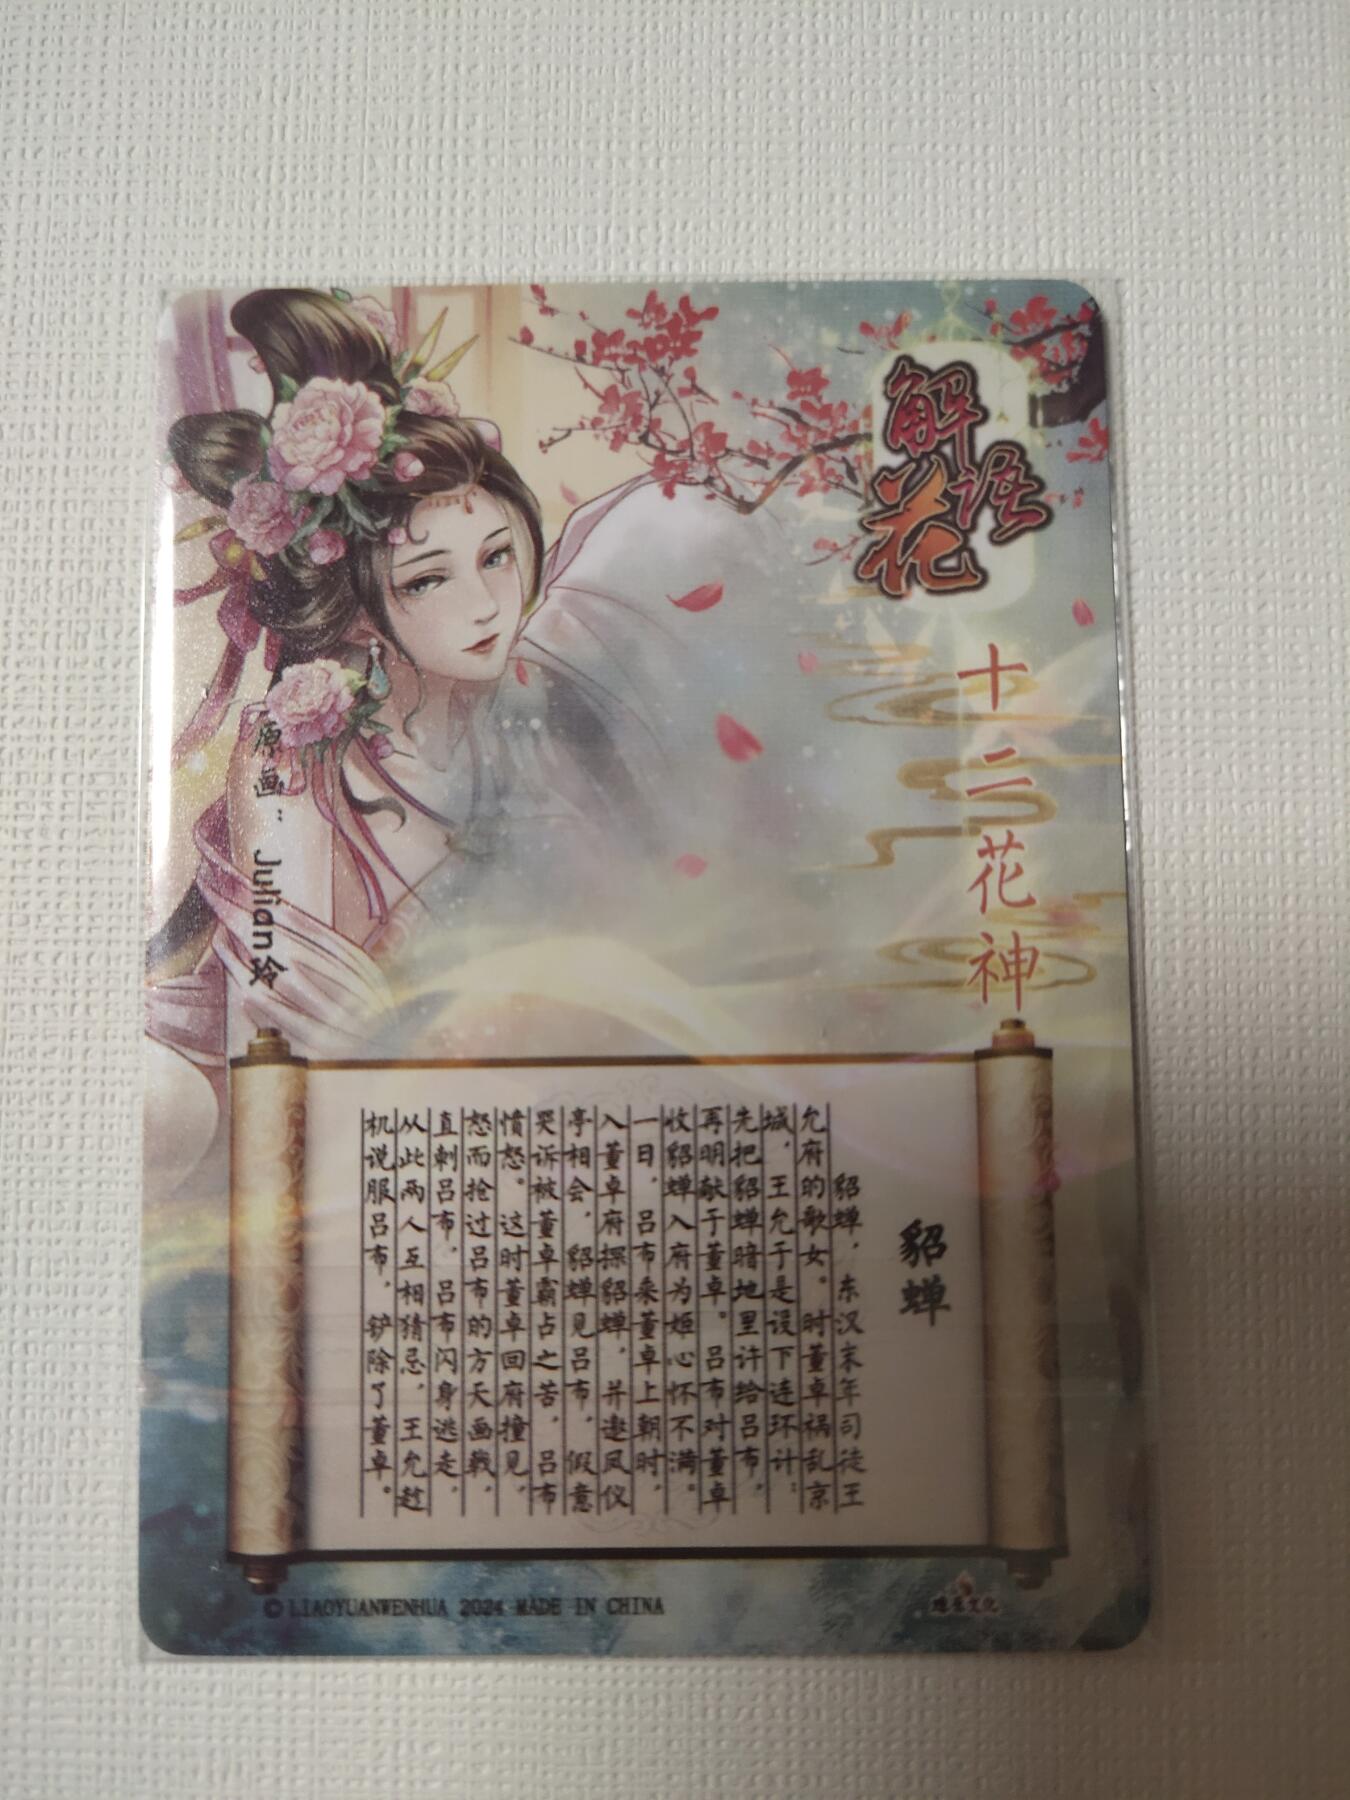 解语花
十二花神
原画：Julian玲
貂蝉
貂蝉，东汉末年司徒王
允府的歌女。时董卓祸乱京
城，王允于是设下连环计：
先把貂蝉暗地里许给吕布，
再明献于董卓。吕布对董卓
收貂蝉入府为姬心怀不满。
一日，吕布乘董卓上朝时，
入董卓府探貂蝉，并邀凤仪
亭相会，貂蝉见吕布，假意
哭诉被董卓霸占之苦，吕布
愤怒。这时董卓回府撞见，
怒而抢过吕布的方天画戟，
直刺吕布，吕布闪身逃走，
从此两人互相猜忌，王允趁
机说服吕布，铲除了董卓。
© LIAOYUANWENHUA 2024 MADE IN CHINA
燎原文化